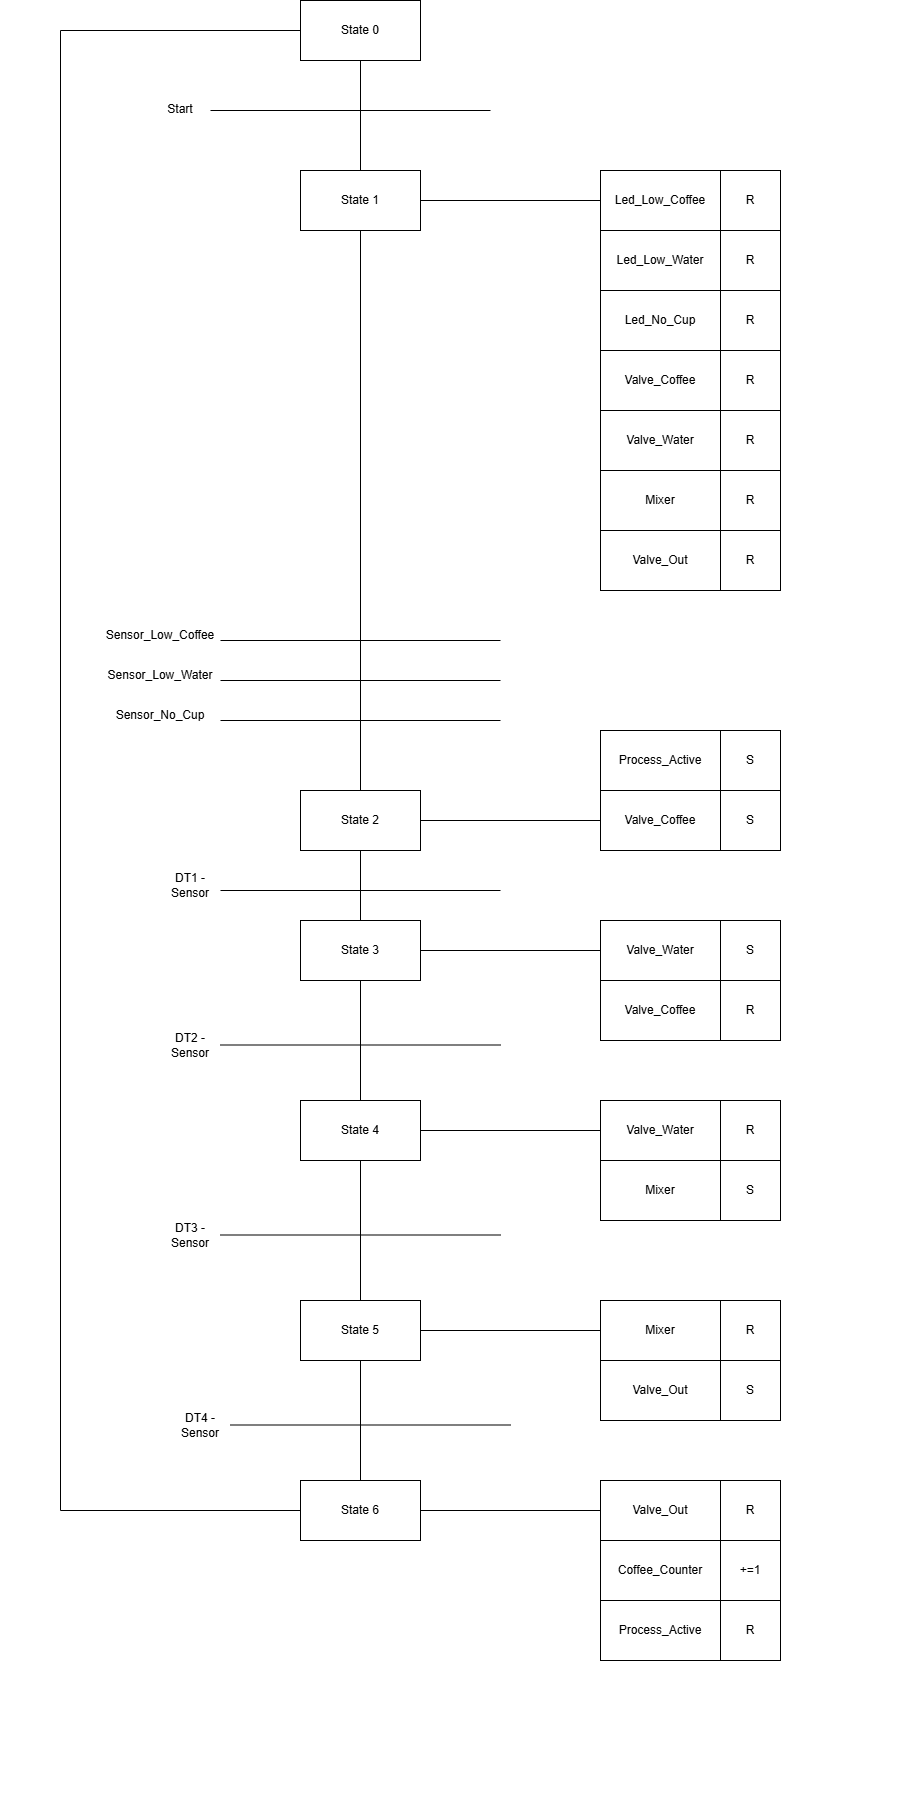 State 0
Start
State 1
Led_Low_Coffee R
Led_Low_Water R
Led_No_Cup R
Valve_Coffee R
Valve_Water R
Mixer R
Valve_Out R
Sensor_Low_Coffee
Sensor_Low_Water
Sensor_No_Cup
Process_Active S
State 2
Valve_Coffee S
DT1 -
Sensor
State 3
Valve_Water S
Valve_Coffee R
DT2 -
Sensor
State 4
Valve_Water R
Mixer S
DT3 -
Sensor
State 5
Mixer R
Valve_Out S
DT4 -
Sensor
State 6
Valve_Out R
Coffee_Counter +=1
Process_Active R